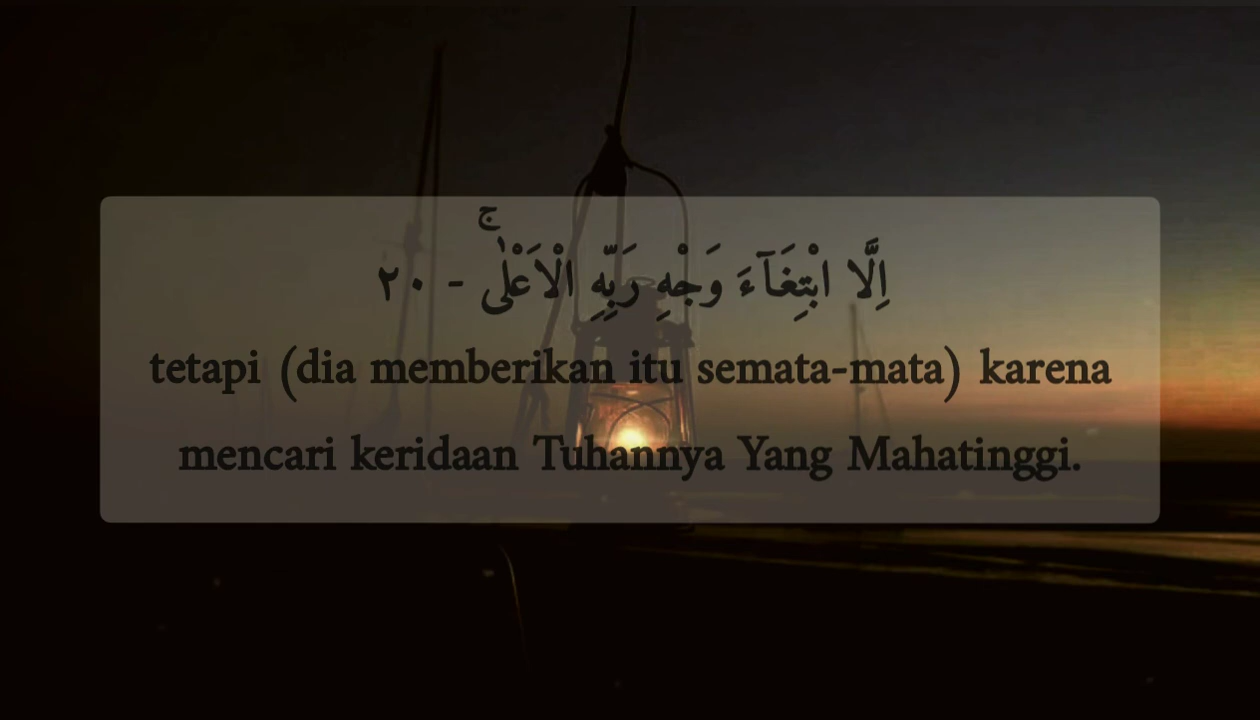 اِلَّا ابْتِغَاۤءَ وَجْهِ رَبِّهِ الْاَعْلٰىۚ - ٢٠
tetapi (dia memberikan itu semata-mata) karena
mencari keridaan Tuhannya Yang Mahatinggi.